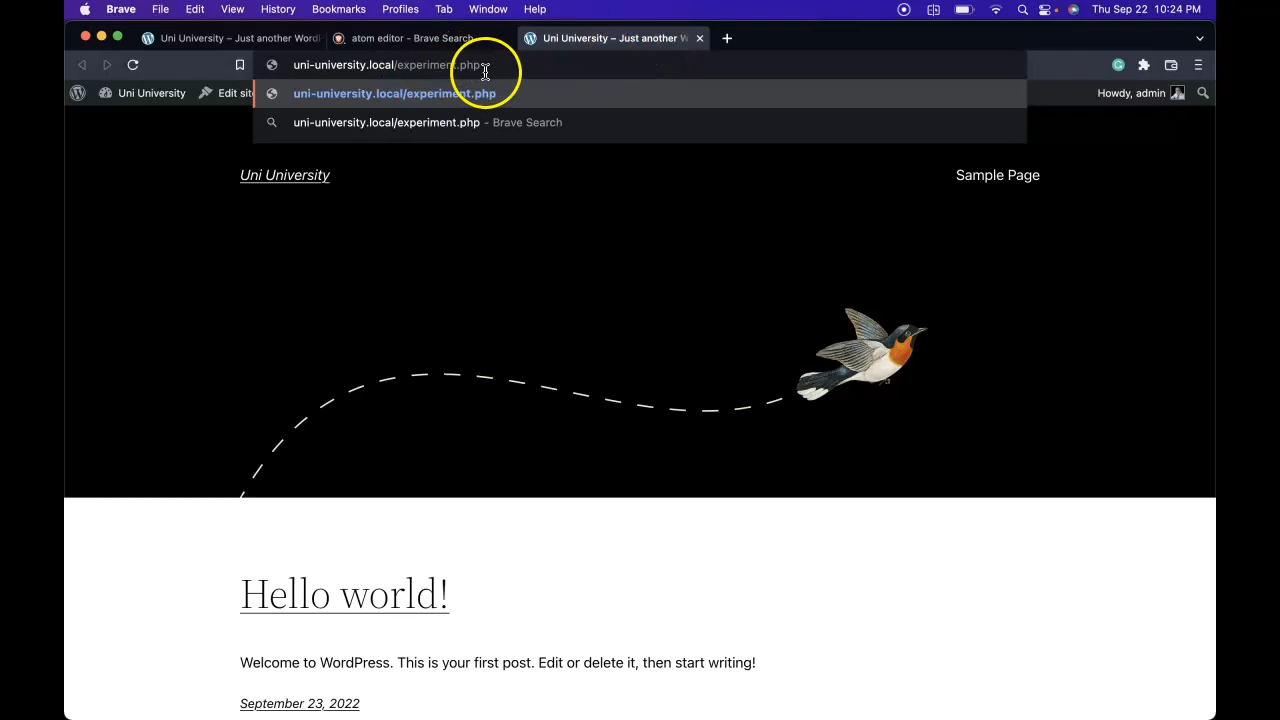 Brave File Edit View History Bookmarks Profiles Tab Window Help Thu Sep 22 10:24 PM
Uni University – Just another Word atom editor - Brave Search Uni University – Just another W
uni-university.local/experiment.php
uni-university.local/experiment.php
uni-university.local/experiment.php - Brave Search
Uni University Edit sit Howdy, admin
Uni University Sample Page
Hello world!
Welcome to WordPress. This is your first post. Edit or delete it, then start writing!
September 23, 2022